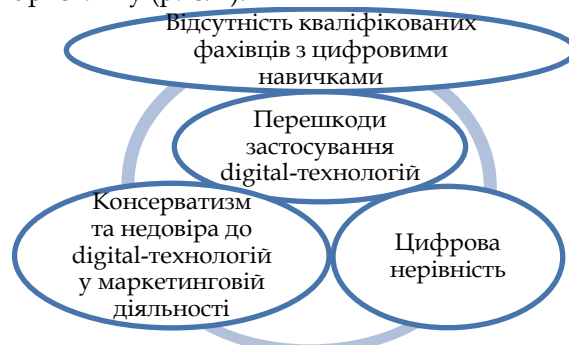 Відсутність кваліфікованих
фахівців з цифровими
навичками
Перешкоди
застосування
digital-технологій
Консерватизм
та недовіра до
digital-технологій
у маркетинговій
діяльності
Цифрова
нерівність